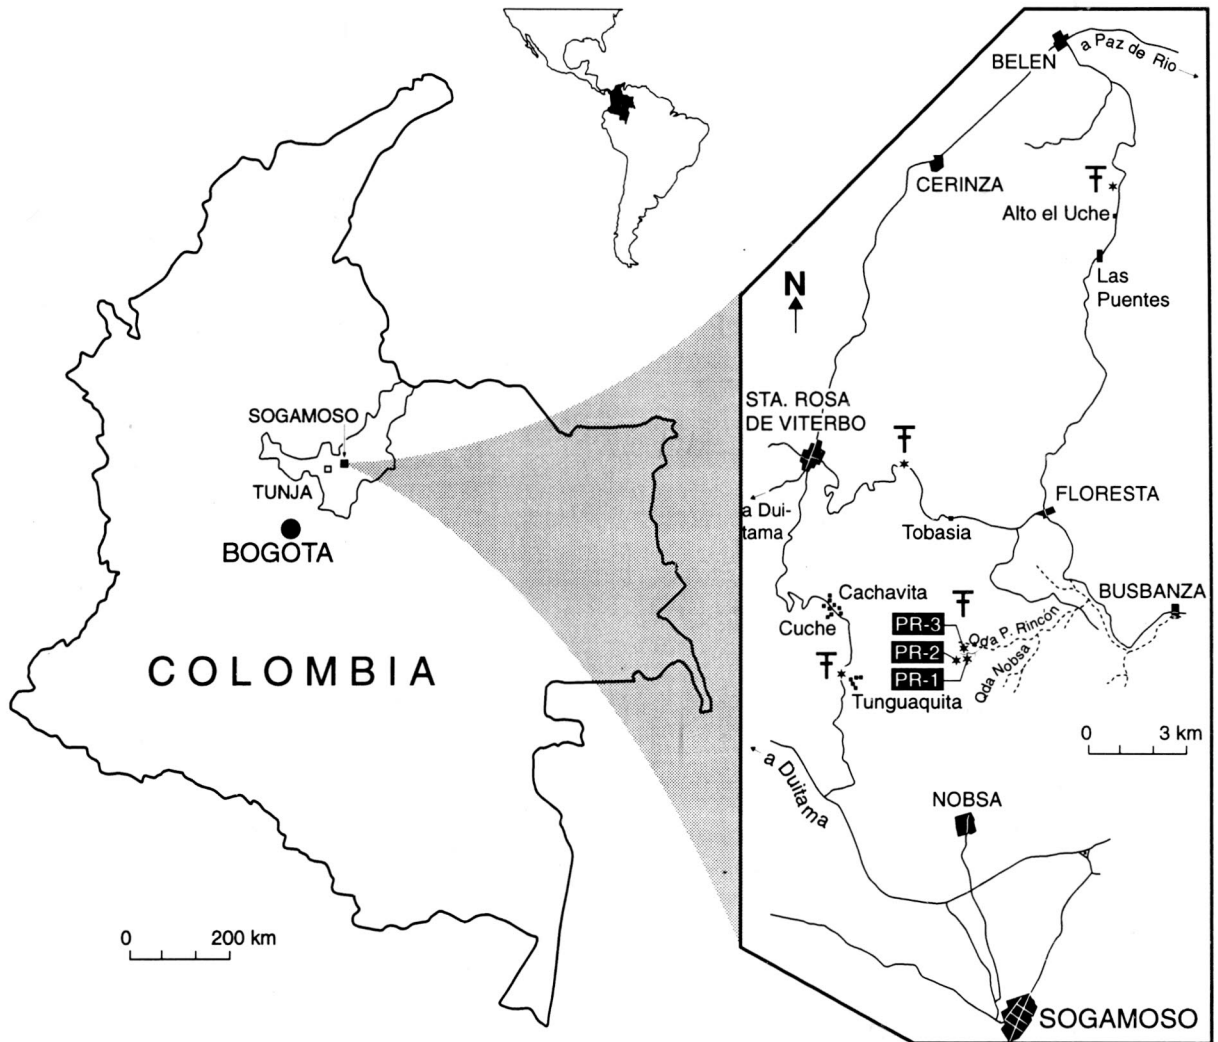 SOGAMOSO
TUNJA
BOGOTA
COLOMBIA
0 200 km
BELEN
a Paz de Rio
CERINZA
Alto el Uche
Las
Puentes
N
STA. ROSA
DE VITERBO
a Dui-
tama
Tobasia
FLORESTA
Cachavita
Cuche
BUSBANZA
PR-3
PR-2
PR-1
Qda P. Rincón
Qda Nobsa
Tunguaquita
0 3 km
a Duitama
NOBSA
SOGAMOSO